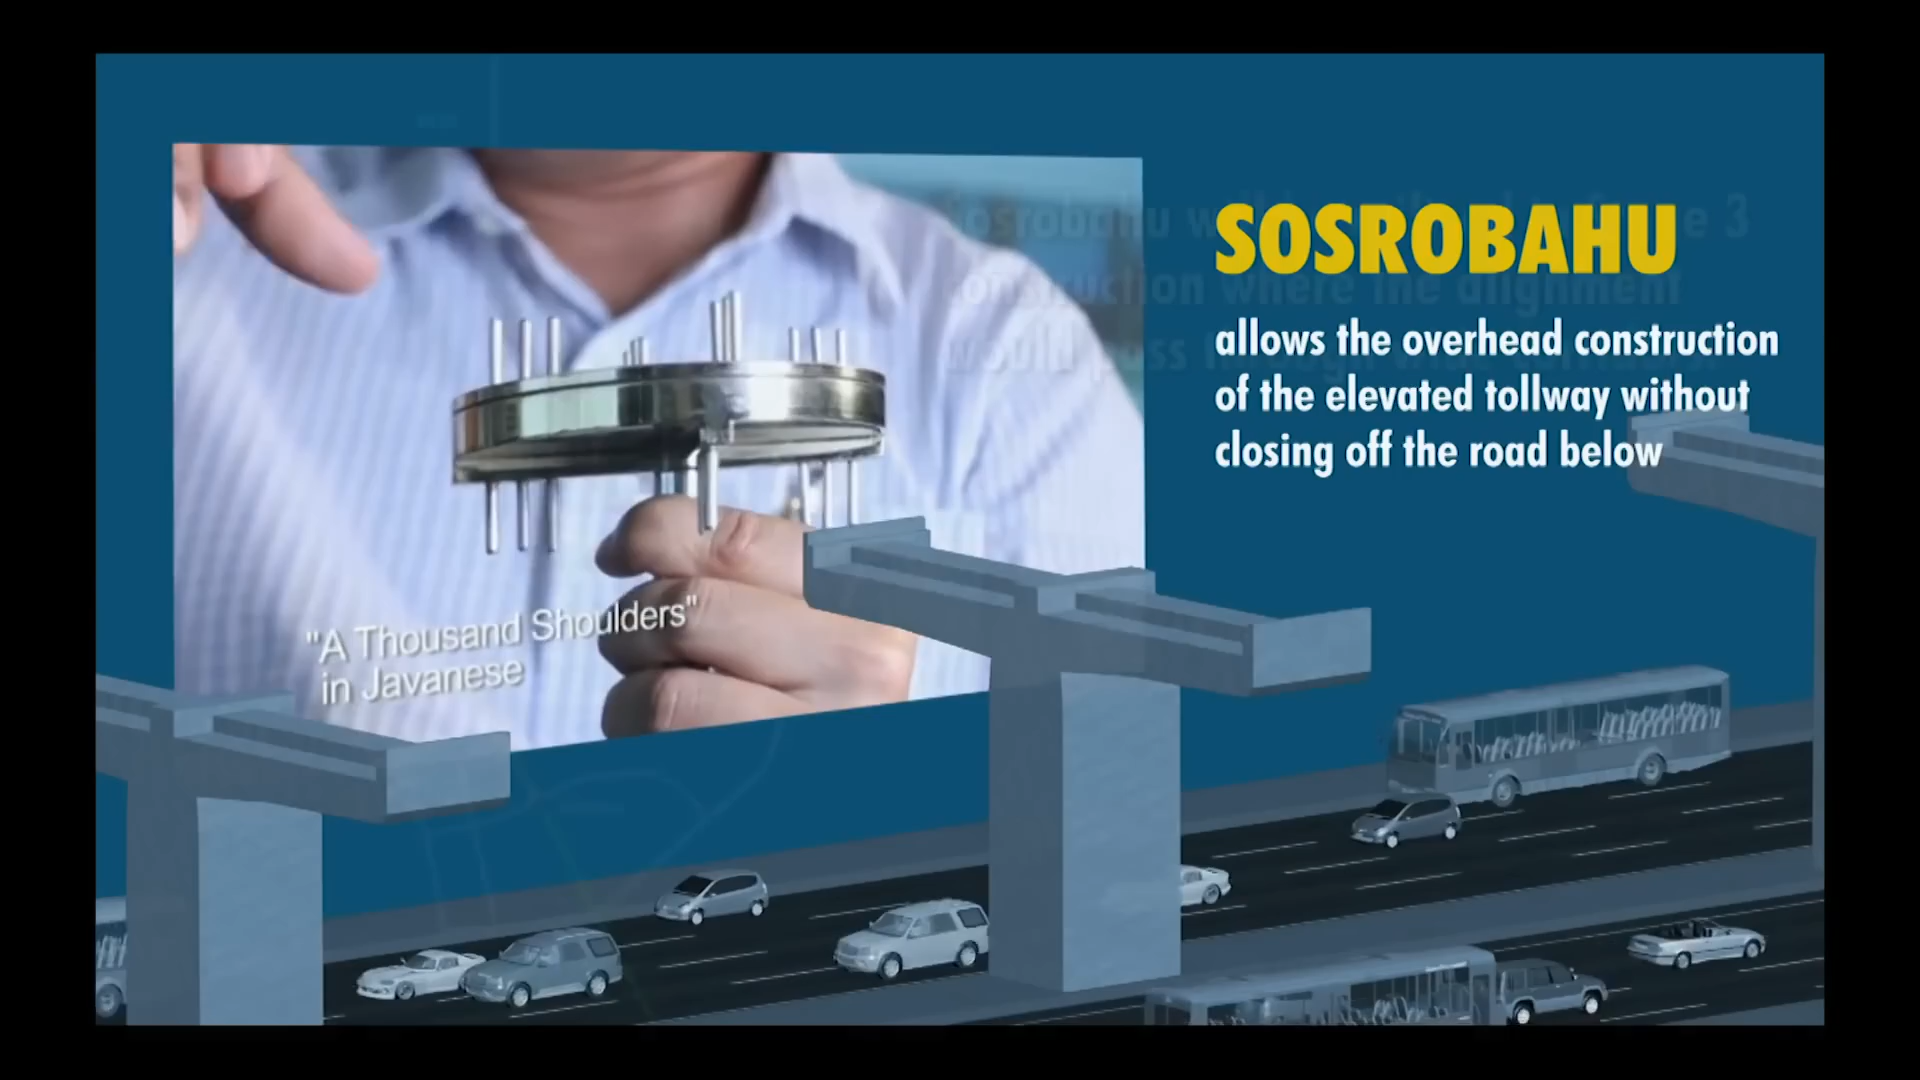 SOSROBAHU
allows the overhead construction
of the elevated tollway without
closing off the road below
"A Thousand Shoulders"
in Javanese